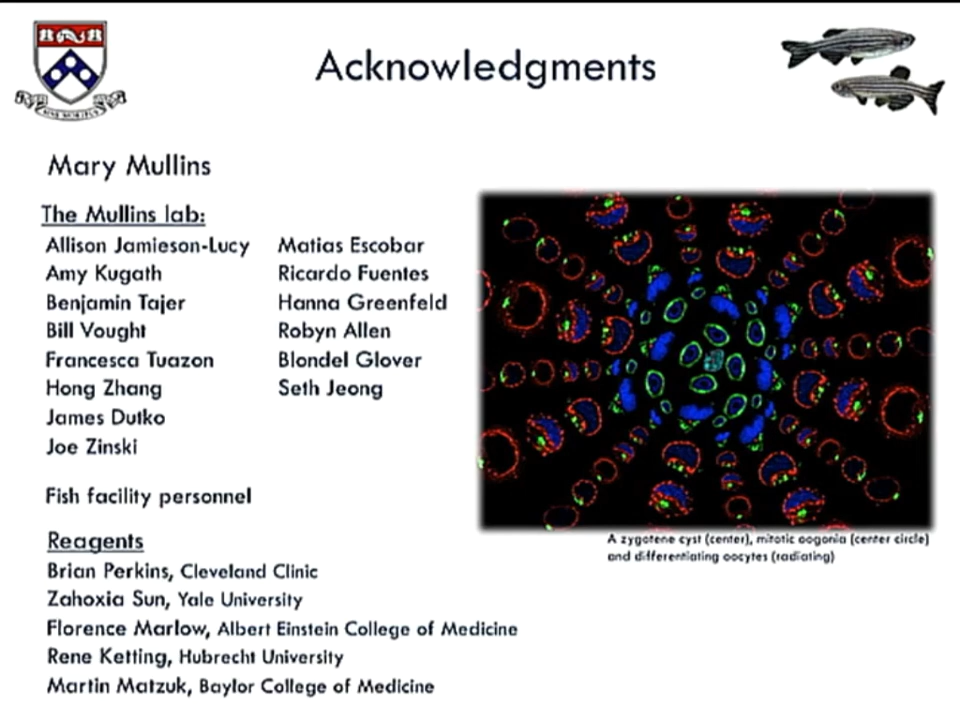 Acknowledgments
Mary Mullins
The Mullins lab:
Allison Jamieson-Lucy
Amy Kugath
Benjamin Tajer
Bill Vought
Francesca Tuazon
Hong Zhang
James Dutko
Joe Zinski
Matias Escobar
Ricardo Fuentes
Hanna Greenfeld
Robyn Allen
Blondel Glover
Seth Jeong
Fish facility personnel
Reagents
Brian Perkins, Cleveland Clinic
Zahoxia Sun, Yale University
Florence Marlow, Albert Einstein College of Medicine
Rene Ketting, Hubrecht University
Martin Matzuk, Baylor College of Medicine
A zygotene cyst (center), mitotic oogonia (center circle)
and differentiating oocytes (radiating)